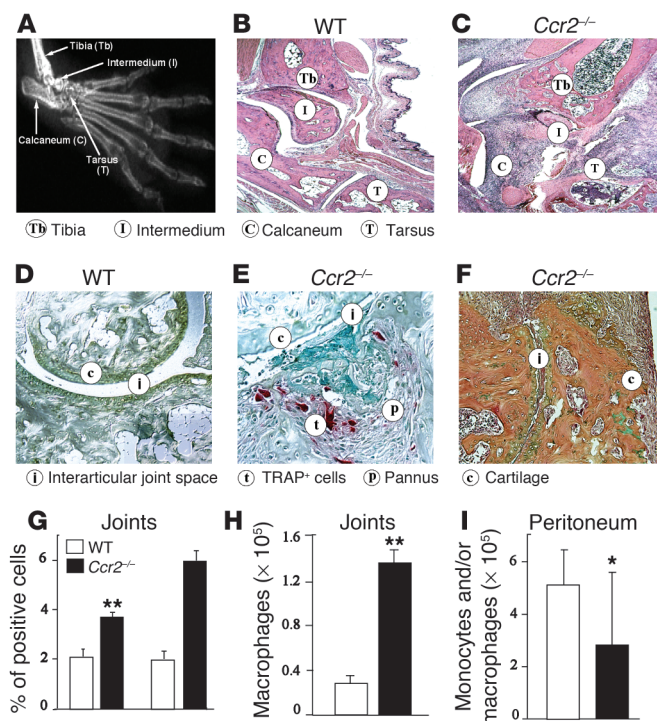 A
B WT
C Ccr2–/–
Tibia (Tb)
Intermedium (I)
Calcaneum (C)
Tarsus
(T)
Tb
I
C
T
Tb
I
C
T
Tb Tibia I Intermedium C Calcaneum T Tarsus
D WT
E Ccr2–/–
F Ccr2–/–
c
i
i
c
t
p
i
c
i Interarticular joint space t TRAP+ cells p Pannus c Cartilage
G Joints
WT
Ccr2–/–
% of positive cells
6
4
2
0
**
H Joints
Macrophages (× 10⁵)
1.6
1.2
0.8
0.4
0
**
I Peritoneum
Monocytes and/or
macrophages (× 10⁵)
6
4
2
0
*